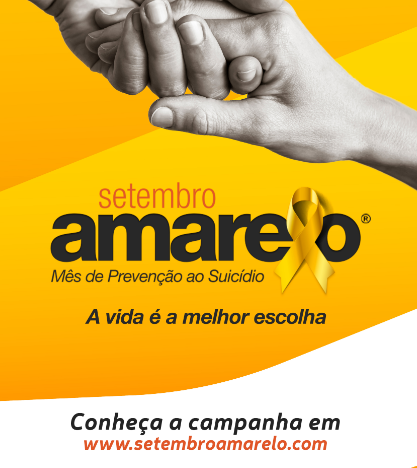 setembro
amarelo®
Mês de Prevenção ao Suicídio
A vida é a melhor escolha
Conheça a campanha em
www.setembroamarelo.com